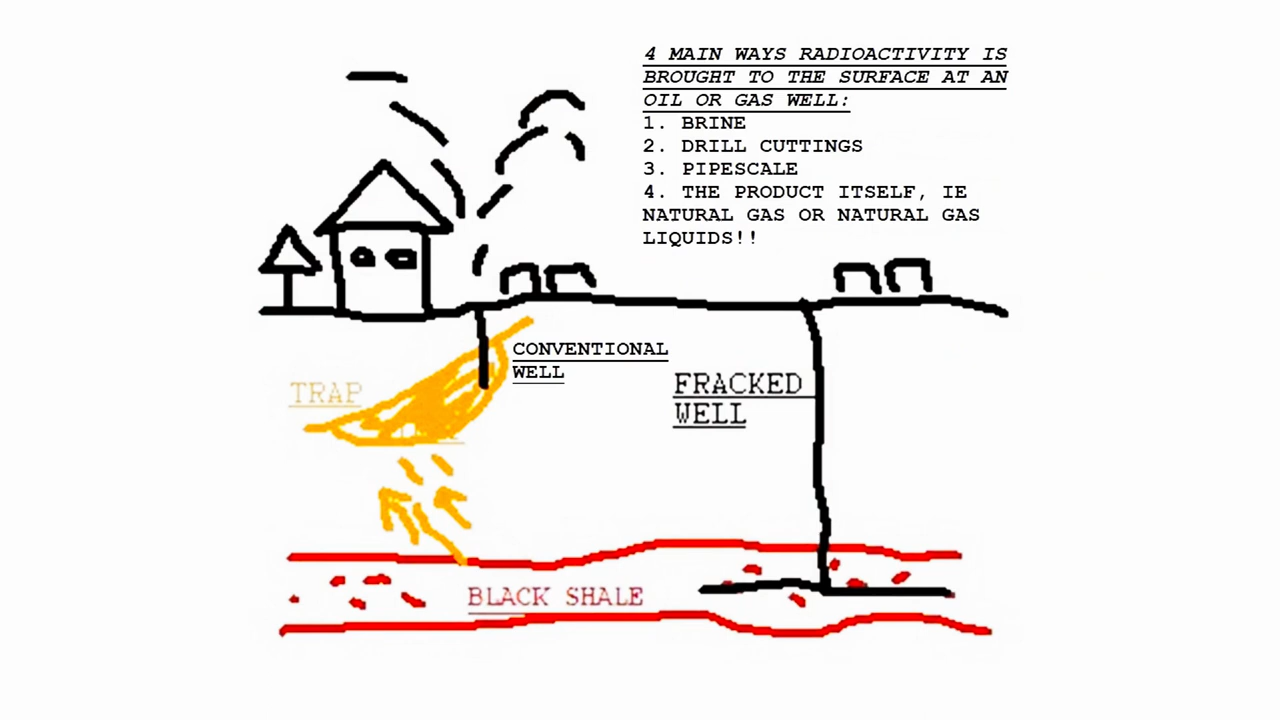 4 MAIN WAYS RADIOACTIVITY IS
BROUGHT TO THE SURFACE AT AN
OIL OR GAS WELL:
1. BRINE
2. DRILL CUTTINGS
3. PIPESCALE
4. THE PRODUCT ITSELF, IE
NATURAL GAS OR NATURAL GAS
LIQUIDS!!
CONVENTIONAL
WELL
TRAP
FRACKED
WELL
BLACK SHALE